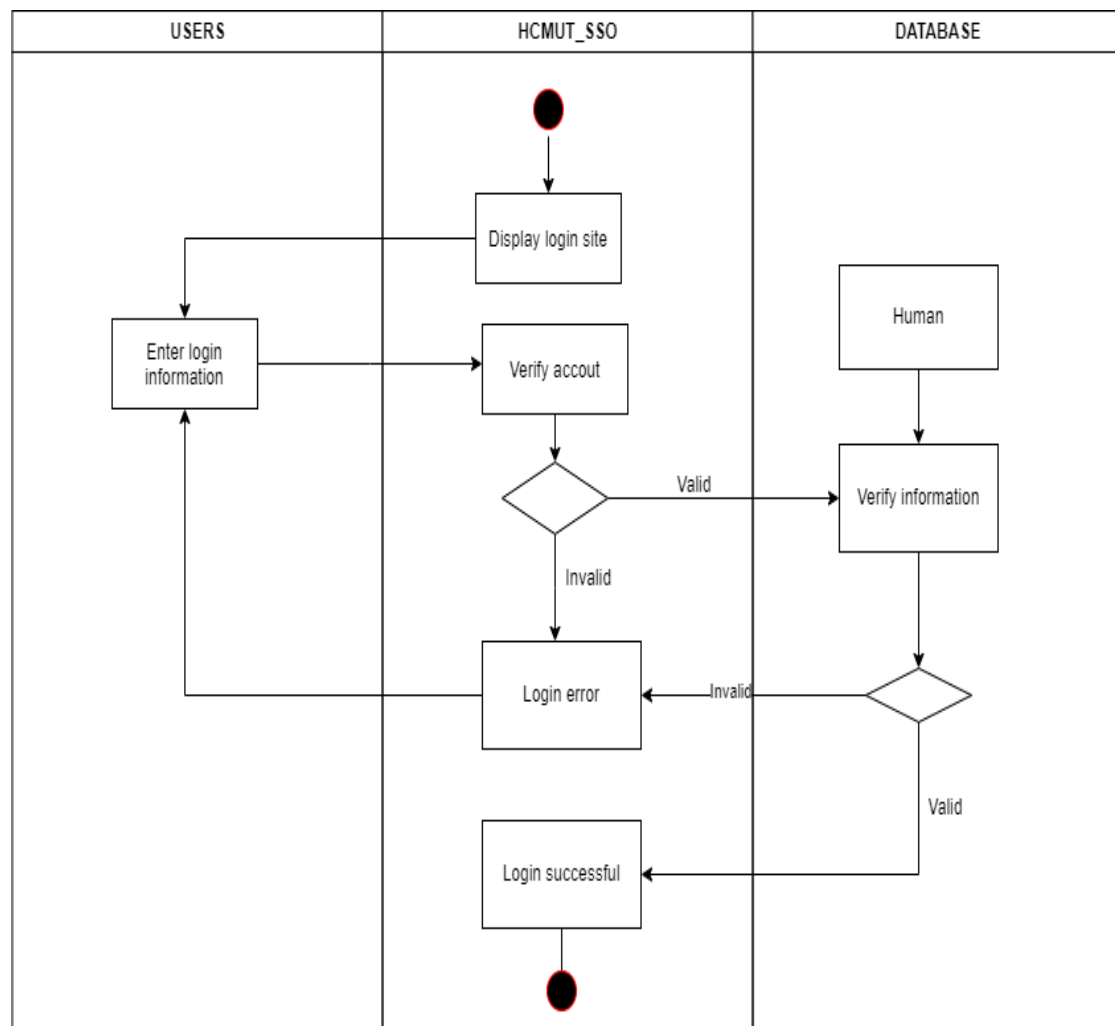 USERS
HCMUT_SSO
DATABASE
Display login site
Human
Enter login
information
Verify accout
Valid
Verify information
Invalid
Login error
Invalid
Valid
Login successful